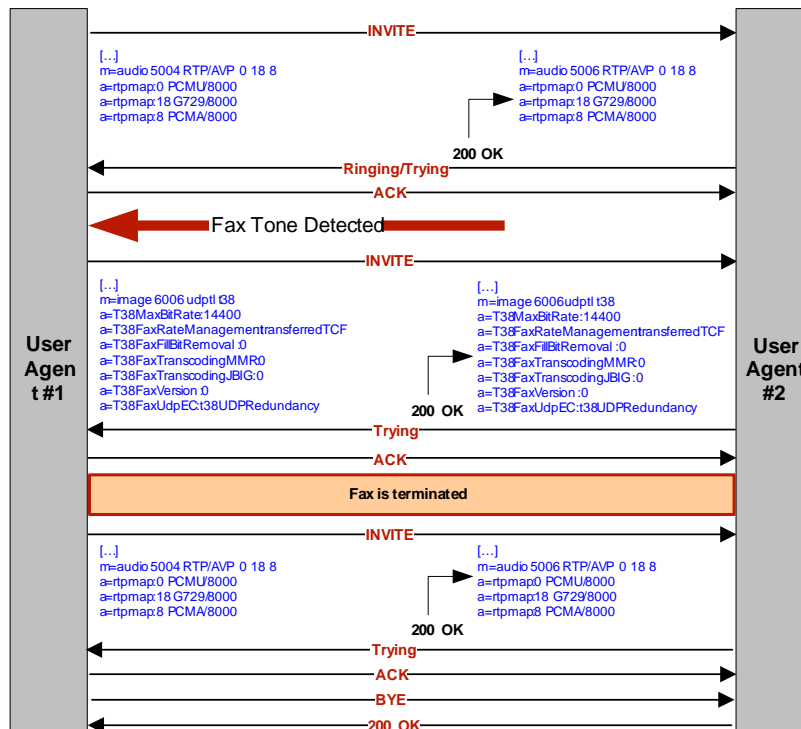 INVITE
[...]
m=audio 5004 RTP/AVP 0 18 8
a=rtpmap:0 PCMU/8000
a=rtpmap:18 G729/8000
a=rtpmap:8 PCMA/8000
[...]
m=audio 5006 RTP/AVP 0 18 8
a=rtpmap:0 PCMU/8000
a=rtpmap:18 G729/8000
a=rtpmap:8 PCMA/8000
200 OK
Ringing/Trying
ACK
Fax Tone Detected
INVITE
[...]
m=image 6006 udptl t38
a=T38MaxBitRate:14400
a=T38FaxRateManagementtransferredTCF
a=T38FaxFillBitRemoval :0
a=T38FaxTranscodingMMR:0
a=T38FaxTranscodingJBIG:0
a=T38FaxVersion :0
a=T38FaxUdpEC:t38UDPRedundancy
[...]
m=image 6006udptl t38
a=T38MaxBitRate:14400
a=T38FaxRateManagementtransferredTCF
a=T38FaxFillBitRemoval :0
a=T38FaxTranscodingMMR:0
a=T38FaxTranscodingJBIG:0
a=T38FaxVersion :0
a=T38FaxUdpEC:t38UDPRedundancy
200 OK
User
Agen
t #1
User
Agent
#2
Trying
ACK
Fax is terminated
INVITE
[...]
m=audio 5004 RTP/AVP 0 18 8
a=rtpmap:0 PCMU/8000
a=rtpmap:18 G729/8000
a=rtpmap:8 PCMA/8000
[...]
m=audio 5006 RTP/AVP 0 18 8
a=rtpmap:0 PCMU/8000
a=rtpmap:18 G729/8000
a=rtpmap:8 PCMA/8000
200 OK
Trying
ACK
BYE
200 OK